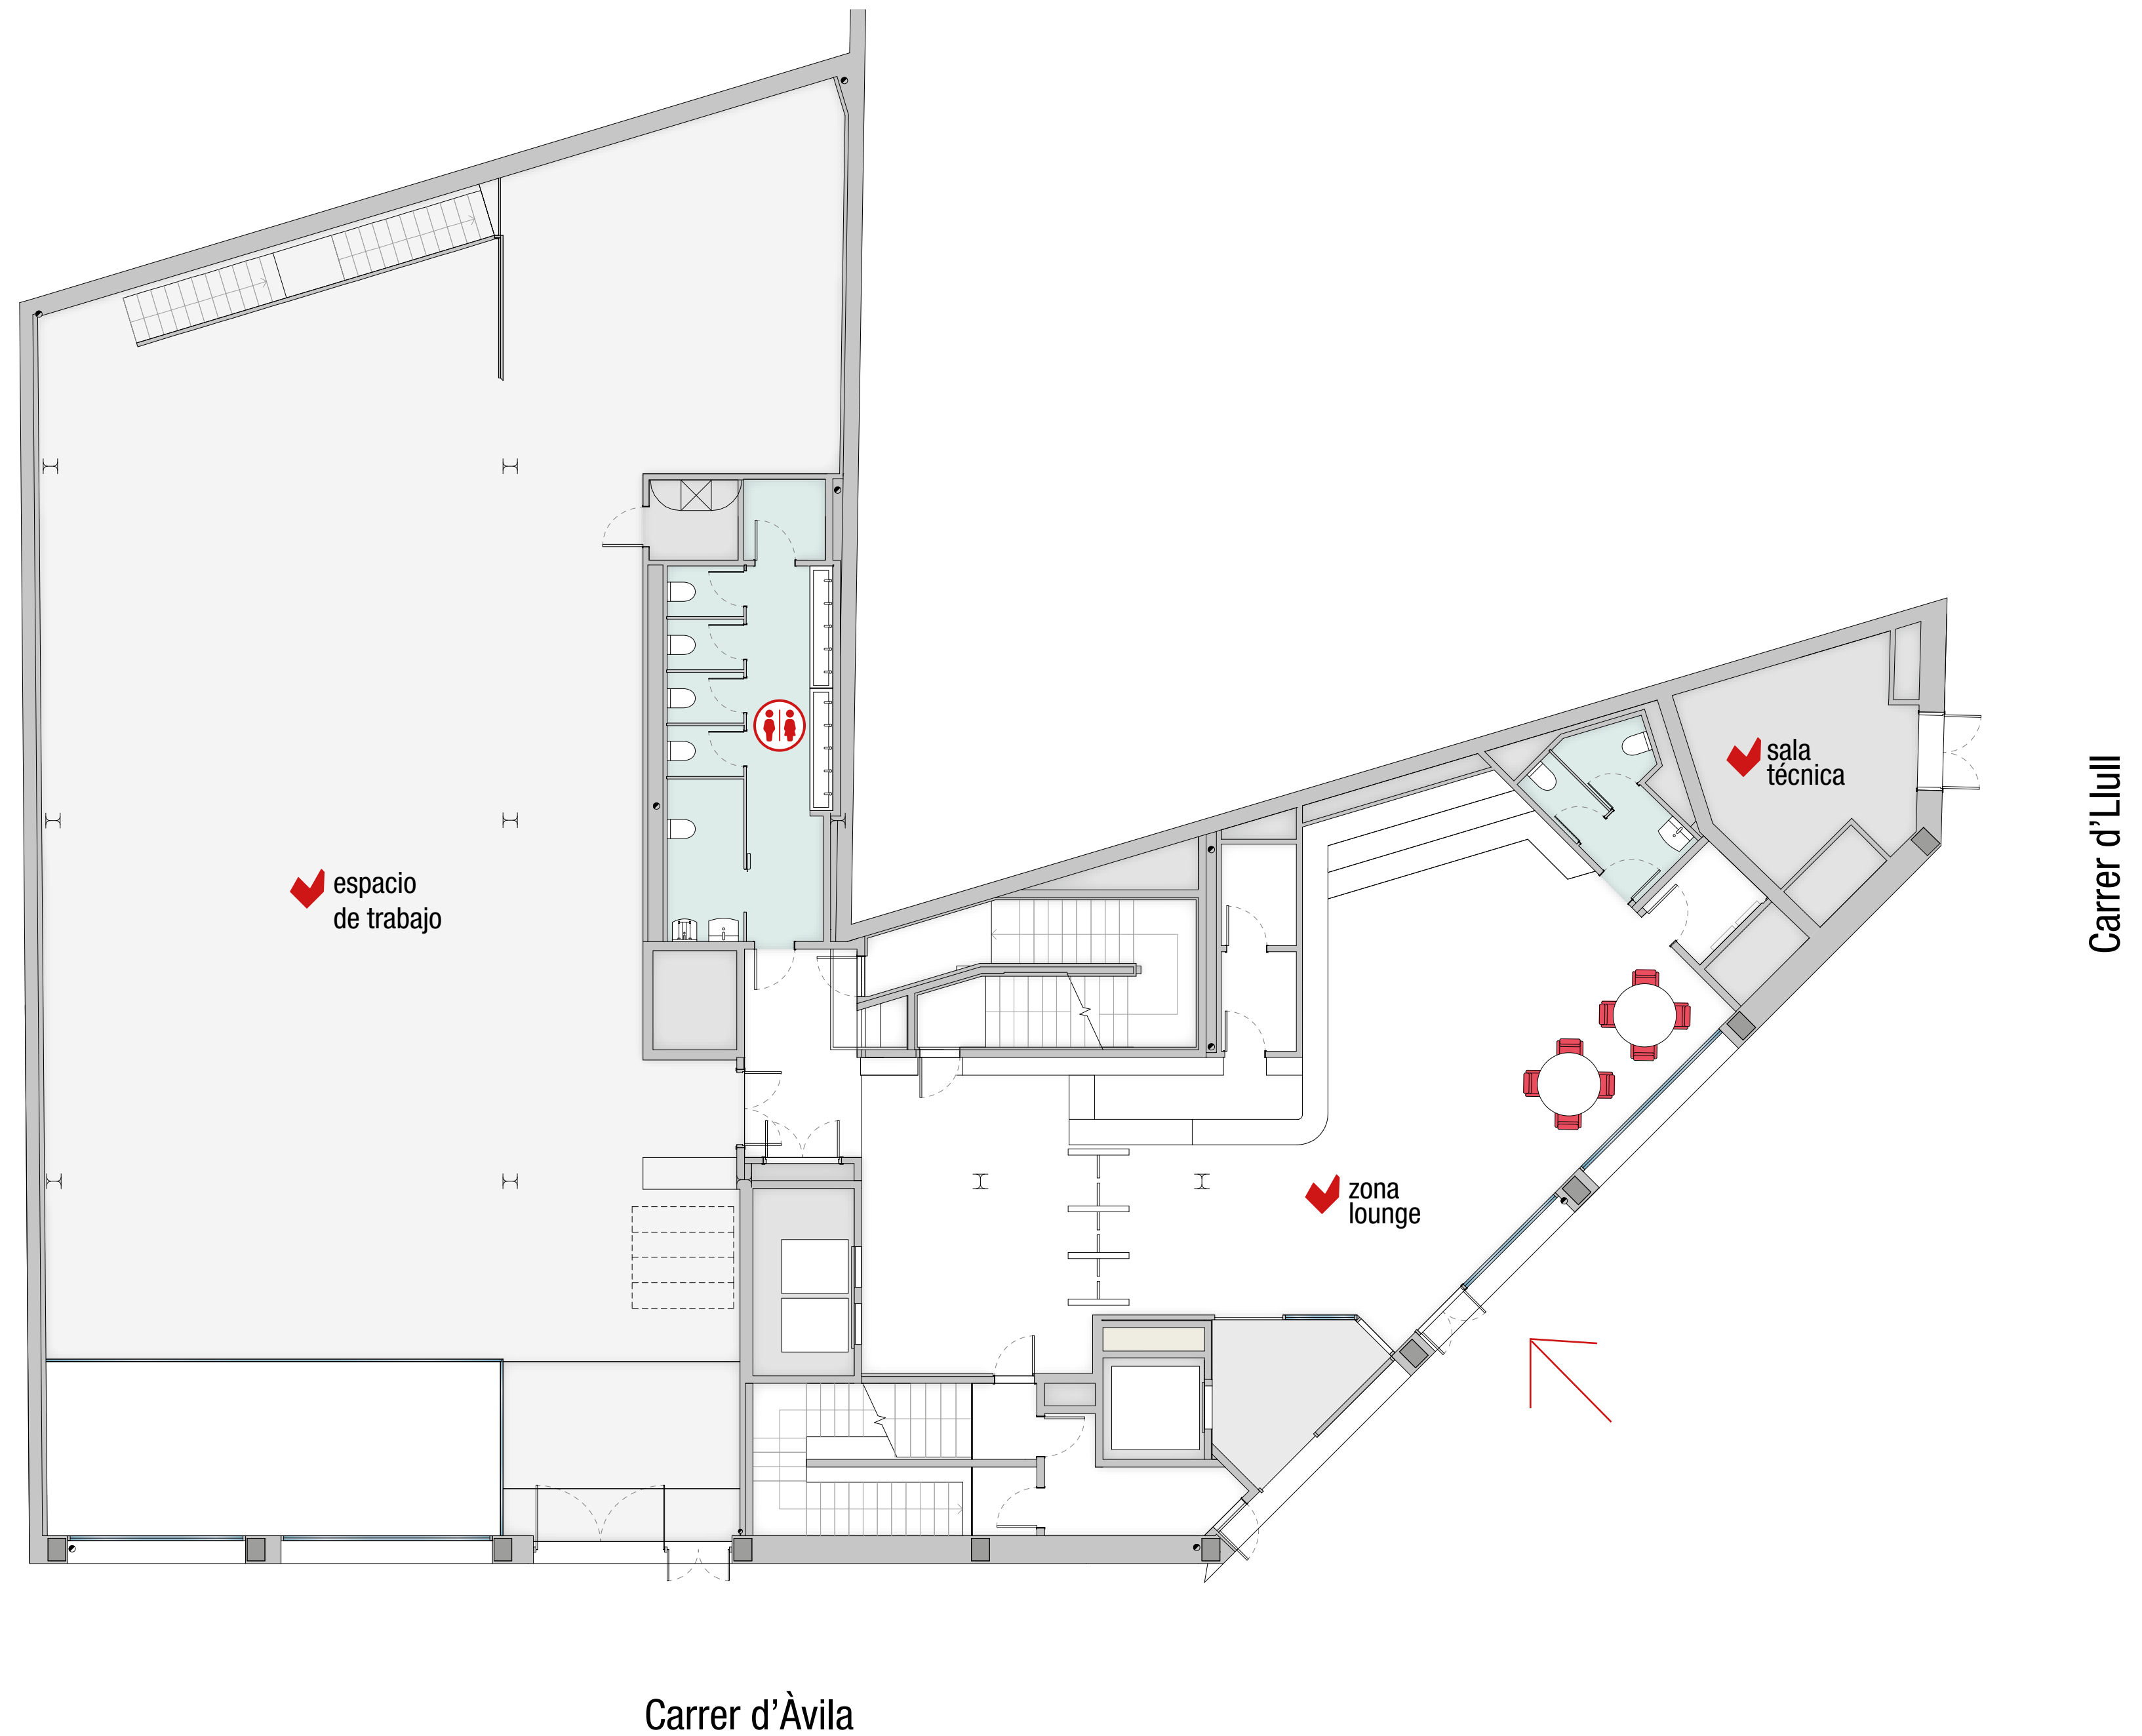 sala
técnica
Carrer d’Llull
espacio
de trabajo
zona
lounge
Carrer d’Àvila